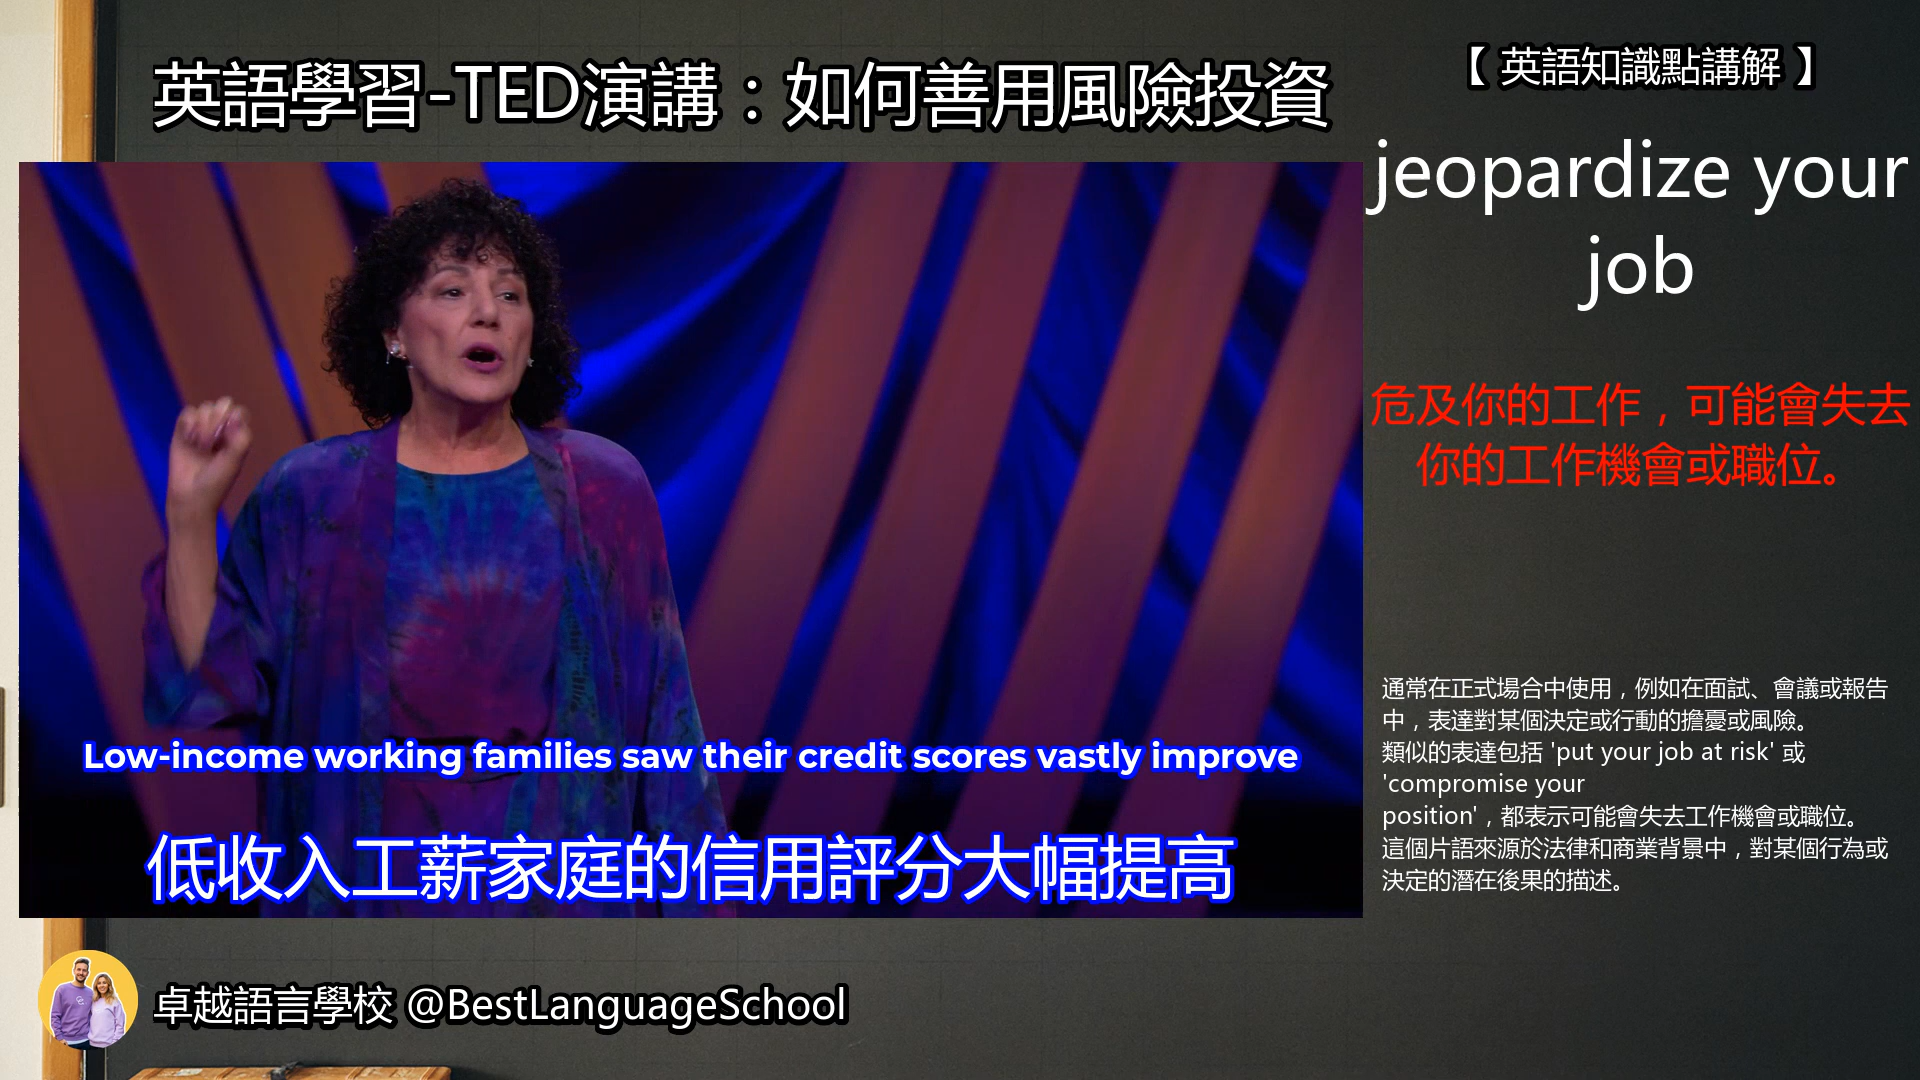 英語學習-TED演講：如何善用風險投資
【 英語知識點講解 】
jeopardize your
job
危及你的工作，可能會失去
你的工作機會或職位。
通常在正式場合中使用，例如在面試、會議或報告
中，表達對某個決定或行動的擔憂或風險。
類似的表達包括 'put your job at risk' 或
'compromise your
position'，都表示可能會失去工作機會或職位。
這個片語來源於法律和商業背景中，對某個行為或
決定的潛在後果的描述。
Low-income working families saw their credit scores vastly improve
低收入工薪家庭的信用評分大幅提高
卓越語言學校 @BestLanguageSchool